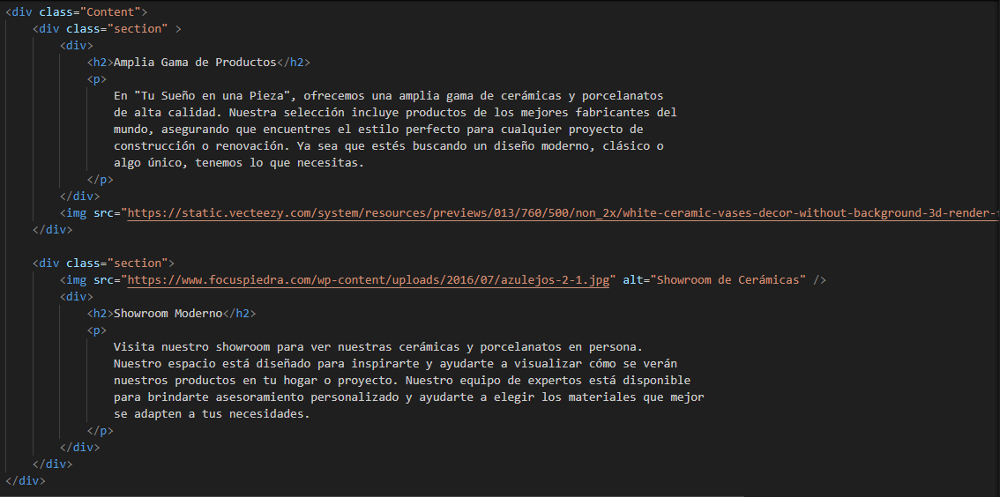 <div class="Content">
    <div class="section" >
        <div>
            <h2>Amplia Gama de Productos</h2>
            <p>
                En "Tu Sueño en una Pieza", ofrecemos una amplia gama de cerámicas y porcelanatos
                de alta calidad. Nuestra selección incluye productos de los mejores fabricantes del
                mundo, asegurando que encuentres el estilo perfecto para cualquier proyecto de
                construcción o renovación. Ya sea que estés buscando un diseño moderno, clásico o
                algo único, tenemos lo que necesitas.
            </p>
        </div>
        <img src="https://static.vecteezy.com/system/resources/previews/013/760/500/non_2x/white-ceramic-vases-decor-without-background-3d-render-
    </div>

    <div class="section">
        <img src="https://www.focuspiedra.com/wp-content/uploads/2016/07/azulejos-2-1.jpg" alt="Showroom de Cerámicas" />
        <div>
            <h2>Showroom Moderno</h2>
            <p>
                Visita nuestro showroom para ver nuestras cerámicas y porcelanatos en persona.
                Nuestro espacio está diseñado para inspirarte y ayudarte a visualizar cómo se verán
                nuestros productos en tu hogar o proyecto. Nuestro equipo de expertos está disponible
                para brindarte asesoramiento personalizado y ayudarte a elegir los materiales que mejor
                se adapten a tus necesidades.
            </p>
        </div>
    </div>
</div>